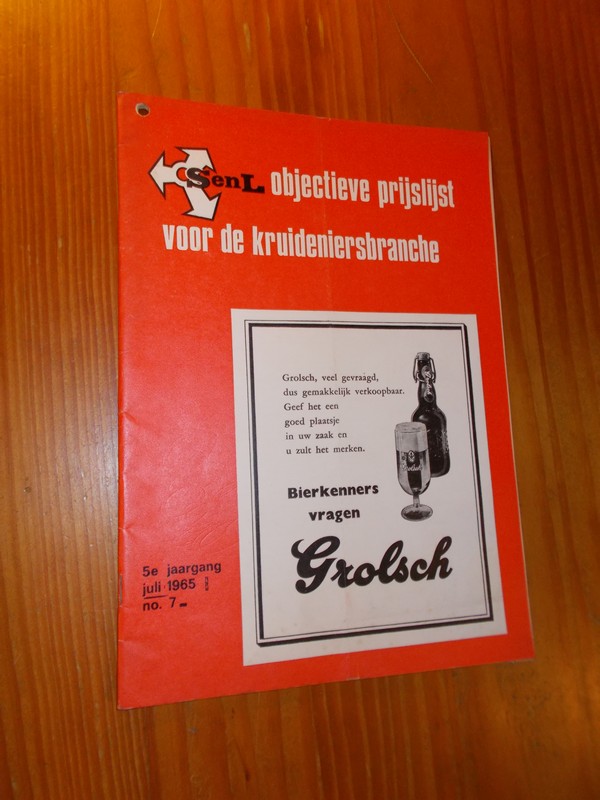 SenL objectieve prijslijst
voor de kruideniersbranche
Grolsch, veel gevraagd,
dus gemakkelijk verkoopbaar.
Geef het een
goed plaatsje
in uw zaak en
u zult het merken.
Bierkenners
vragen
Grolsch
5e jaargang
juli 1965
no. 7